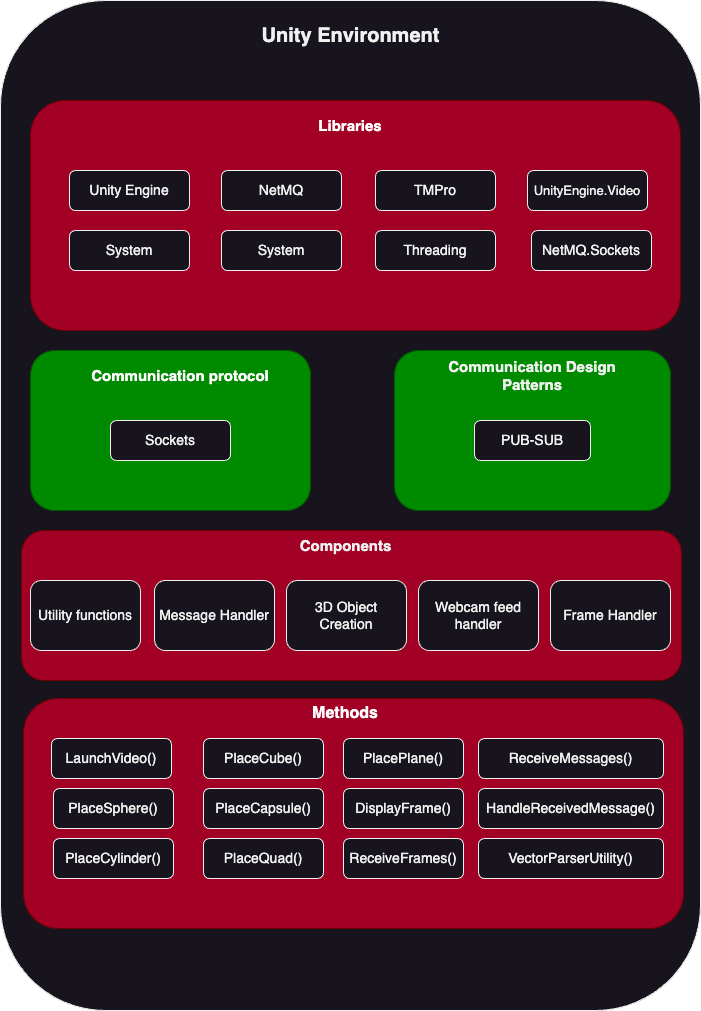 Unity Environment
Libraries
Unity Engine
NetMQ
TMPro
UnityEngine.Video
System
System
Threading
NetMQ.Sockets
Communication protocol
Sockets
Communication Design
Patterns
PUB-SUB
Components
Utility functions
Message Handler
3D Object
Creation
Webcam feed
handler
Frame Handler
Methods
LaunchVideo()
PlaceCube()
PlacePlane()
ReceiveMessages()
PlaceSphere()
PlaceCapsule()
DisplayFrame()
HandleReceivedMessage()
PlaceCylinder()
PlaceQuad()
ReceiveFrames()
VectorParserUtility()